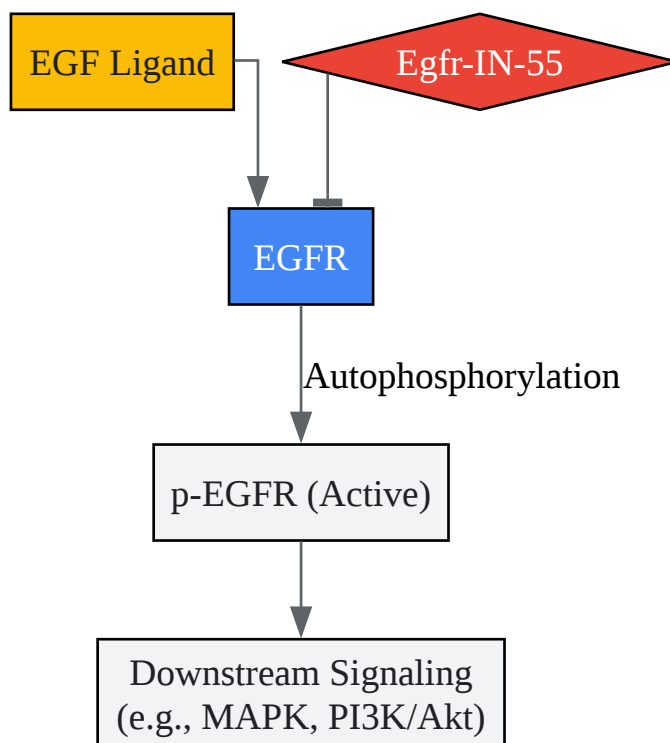 EGF Ligand
Egfr-IN-55
EGFR
Autophosphorylation
p-EGFR (Active)
Downstream Signaling
(e.g., MAPK, PI3K/Akt)